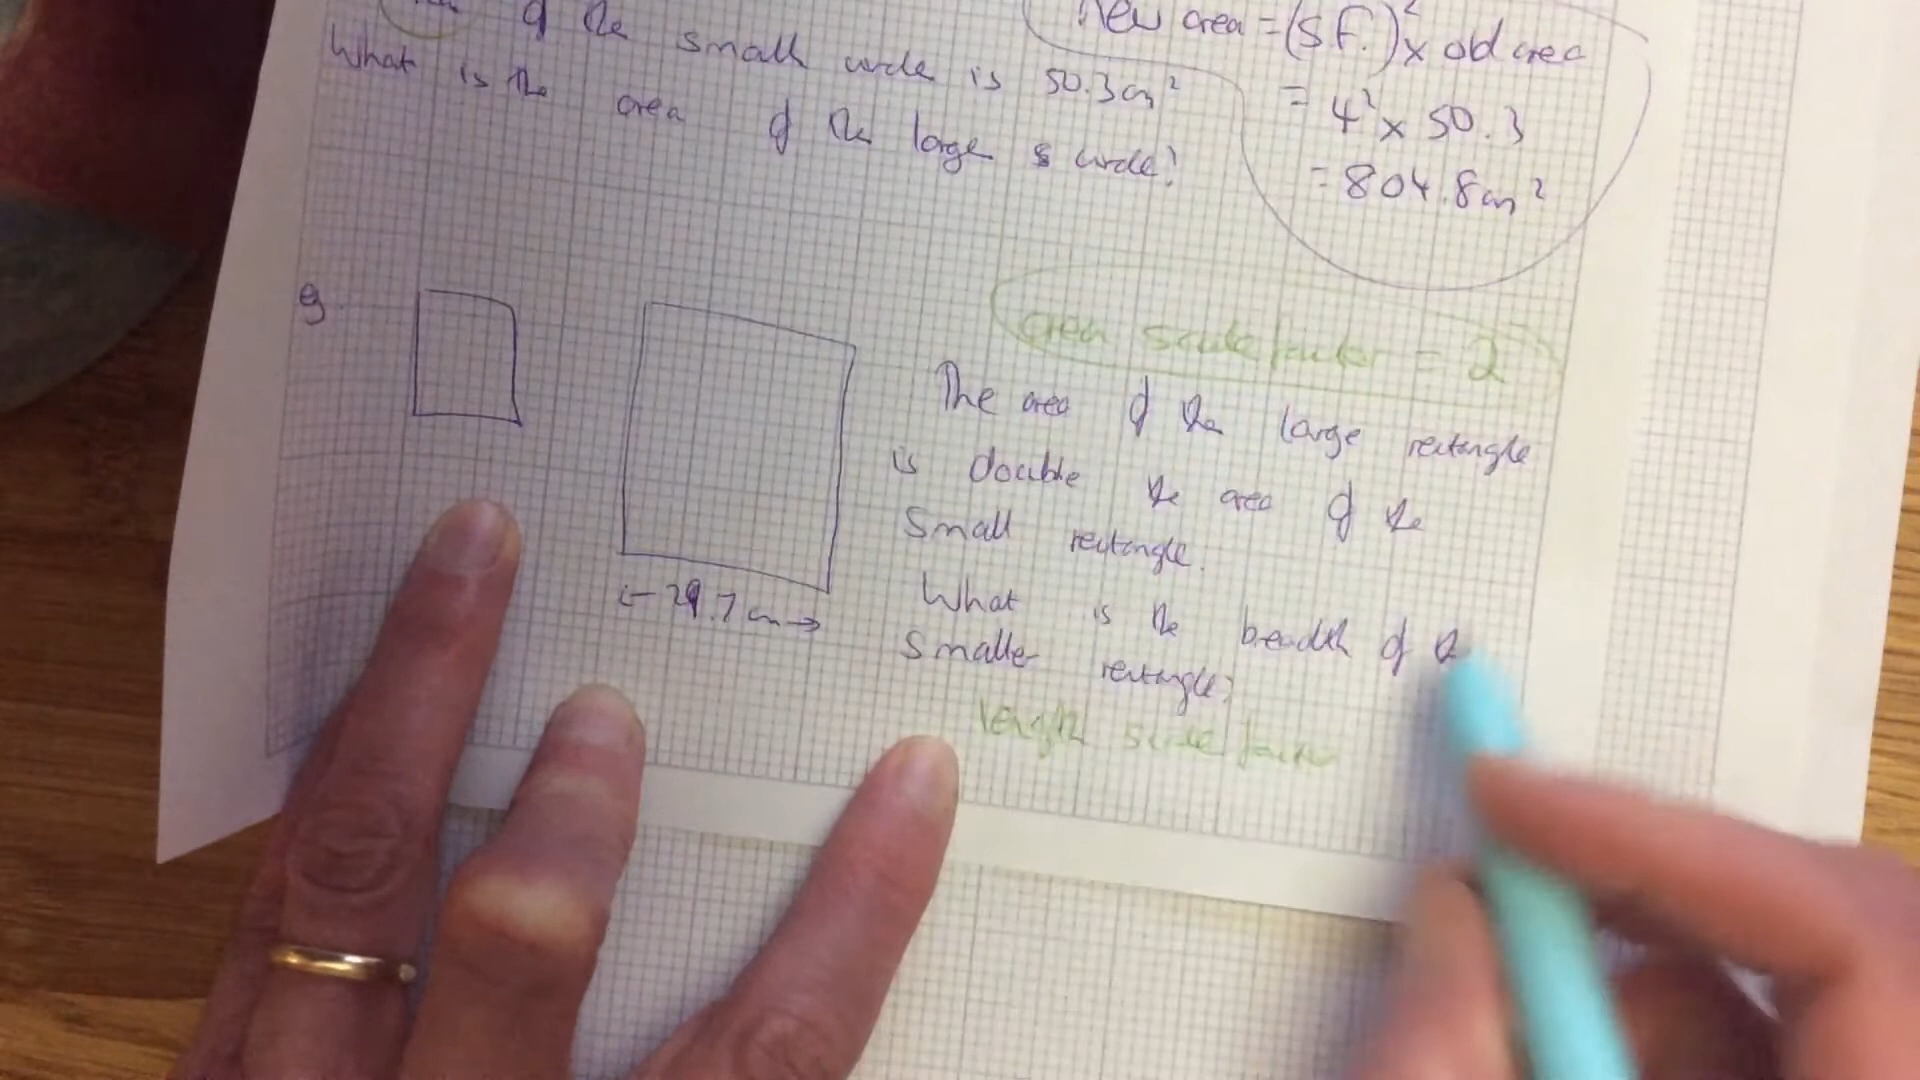 of the small circle is 50.3cm²
What is the area of the large s circle?
New area = (S.F.)² x old area
= 4² x 50.3
= 804.8cm²
eg.
area scale factor = 2
The area of the large rectangle
is double the area of the
small rectangle.
What is the breadth of the
smaller rectangle?
← 29.7cm →
length scale factor